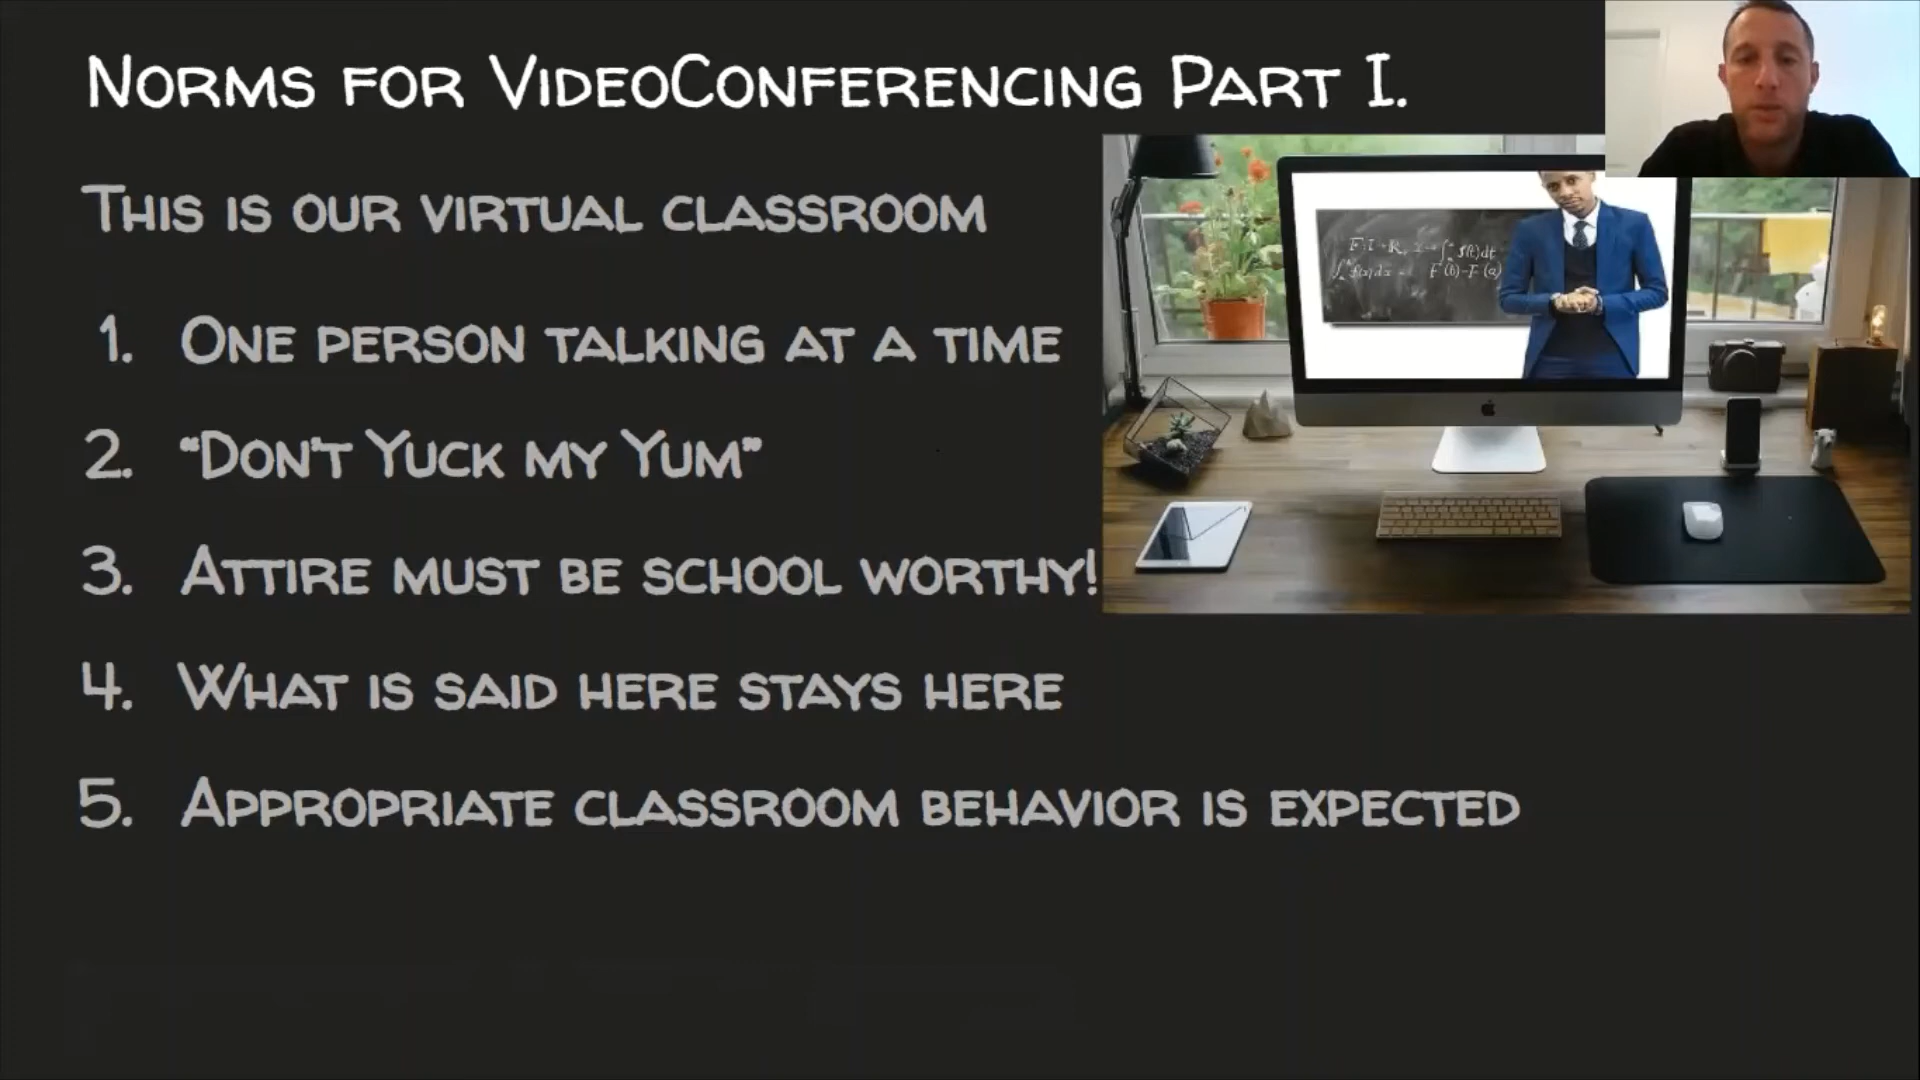 Norms for VideoConferencing Part I.
This is our virtual classroom
1. One person talking at a time
2. “Don't Yuck my Yum”
3. Attire must be school worthy!
4. What is said here stays here
5. Appropriate classroom behavior is expected